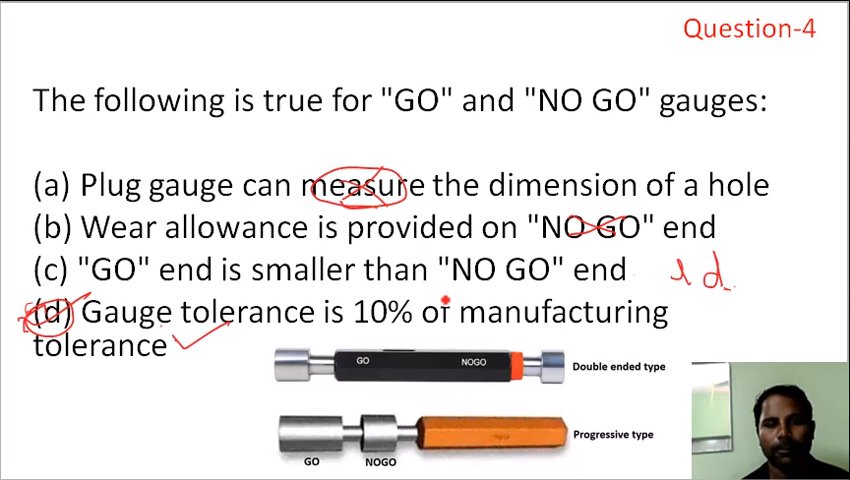 Question-4
The following is true for "GO" and "NO GO" gauges:
(a) Plug gauge can measure the dimension of a hole
(b) Wear allowance is provided on "NO GO" end
(c) "GO" end is smaller than "NO GO" end
(d) Gauge tolerance is 10% of manufacturing
tolerance
GO NOGO
Double ended type
Progressive type
GO NOGO